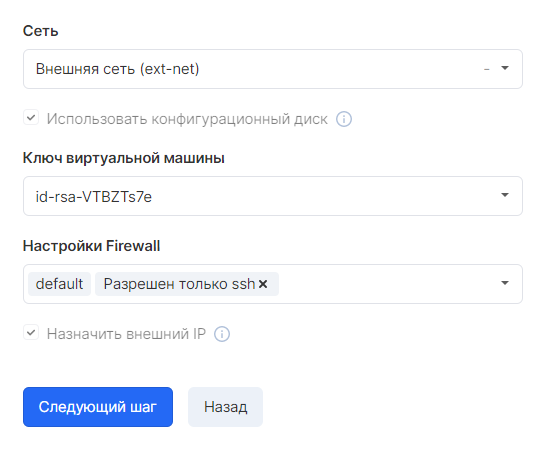 Сеть
Внешняя сеть (ext-net) -
Использовать конфигурационный диск
Ключ виртуальной машины
id-rsa-VTBZTs7e
Настройки Firewall
default Разрешен только ssh
Назначить внешний IP
Следующий шаг Назад